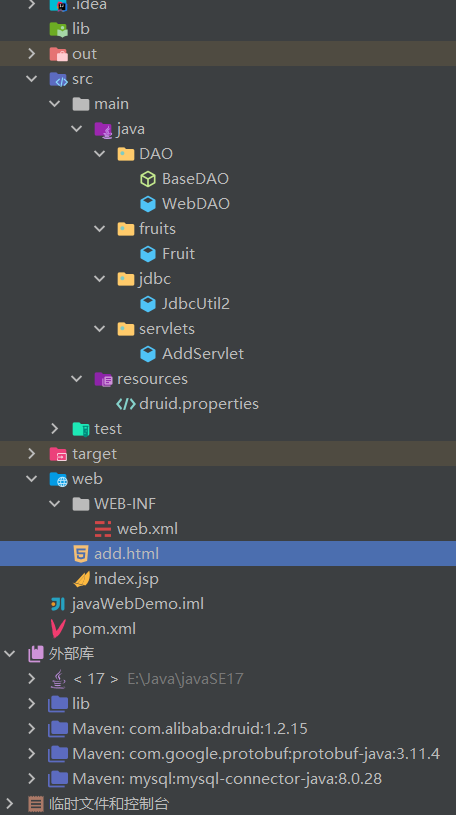 .idea
lib
out
src
main
java
DAO
BaseDAO
WebDAO
fruits
Fruit
jdbc
JdbcUtil2
servlets
AddServlet
resources
druid.properties
test
target
web
WEB-INF
web.xml
add.html
index.jsp
javaWebDemo.iml
pom.xml
外部库
< 17 > E:\Java\javaSE17
lib
Maven: com.alibaba:druid:1.2.15
Maven: com.google.protobuf:protobuf-java:3.11.4
Maven: mysql:mysql-connector-java:8.0.28
临时文件和控制台